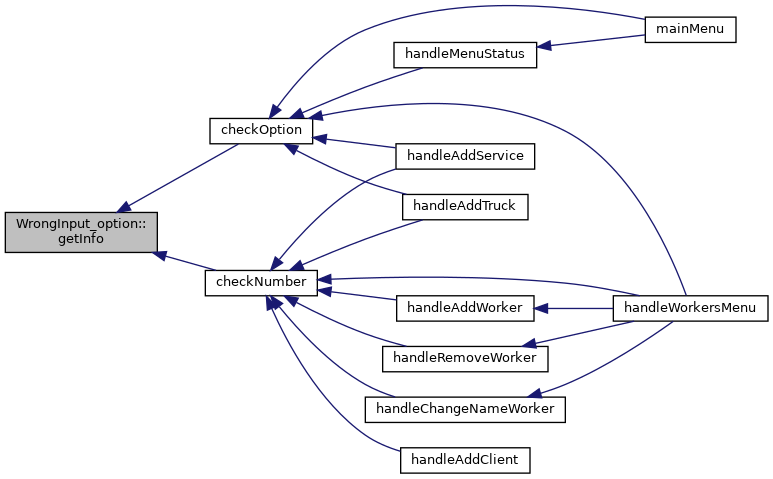 mainMenu
handleMenuStatus
checkOption
handleAddService
handleAddTruck
WrongInput_option::
getInfo
checkNumber
handleAddWorker
handleWorkersMenu
handleRemoveWorker
handleChangeNameWorker
handleAddClient